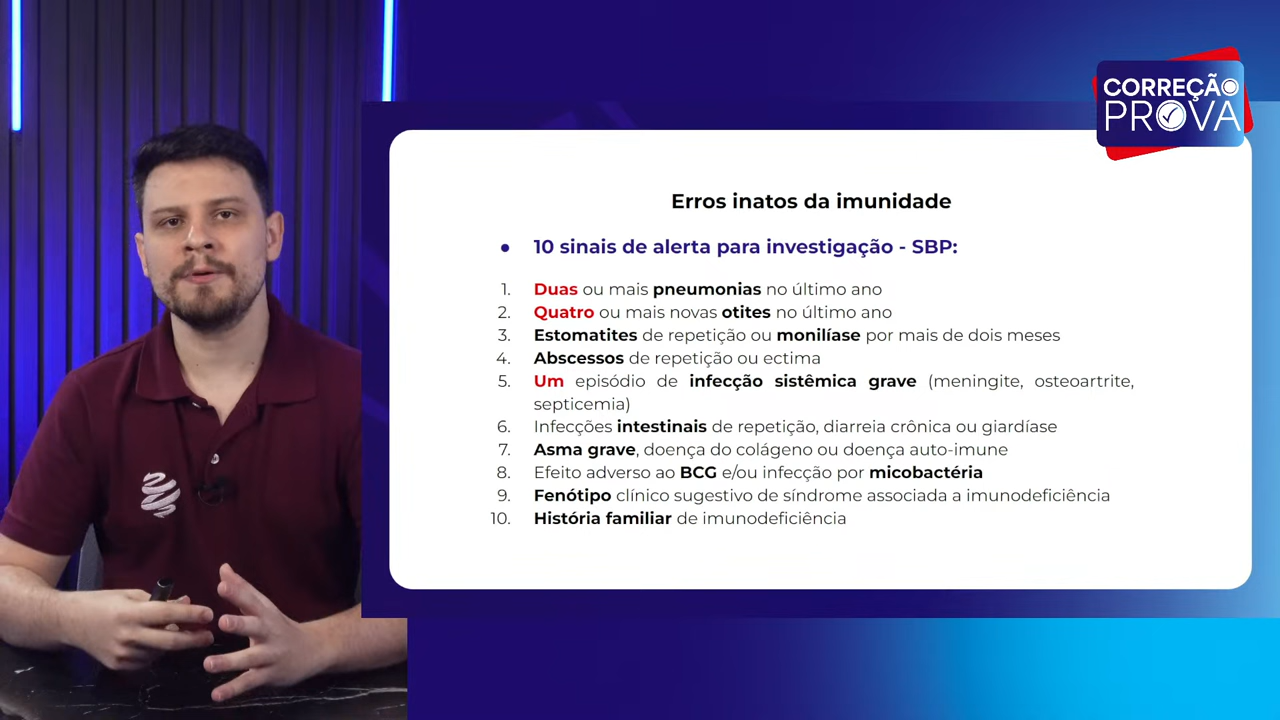 CORREÇÃO
PROVA
Erros inatos da imunidade
● 10 sinais de alerta para investigação - SBP:
1. Duas ou mais pneumonias no último ano
2. Quatro ou mais novas otites no último ano
3. Estomatites de repetição ou monilíase por mais de dois meses
4. Abscessos de repetição ou ectima
5. Um episódio de infecção sistêmica grave (meningite, osteoartrite,
septicemia)
6. Infecções intestinais de repetição, diarreia crônica ou giardíase
7. Asma grave, doença do colágeno ou doença auto-imune
8. Efeito adverso ao BCG e/ou infecção por micobactéria
9. Fenótipo clínico sugestivo de síndrome associada a imunodeficiência
10. História familiar de imunodeficiência